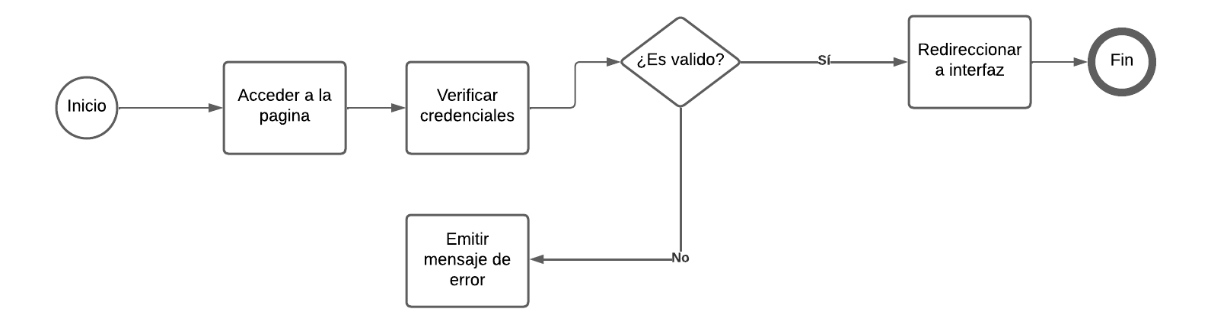 Inicio
Acceder a la
pagina
Verificar
credenciales
¿Es valido?
Sí
Redireccionar
a interfaz
Fin
No
Emitir
mensaje de
error